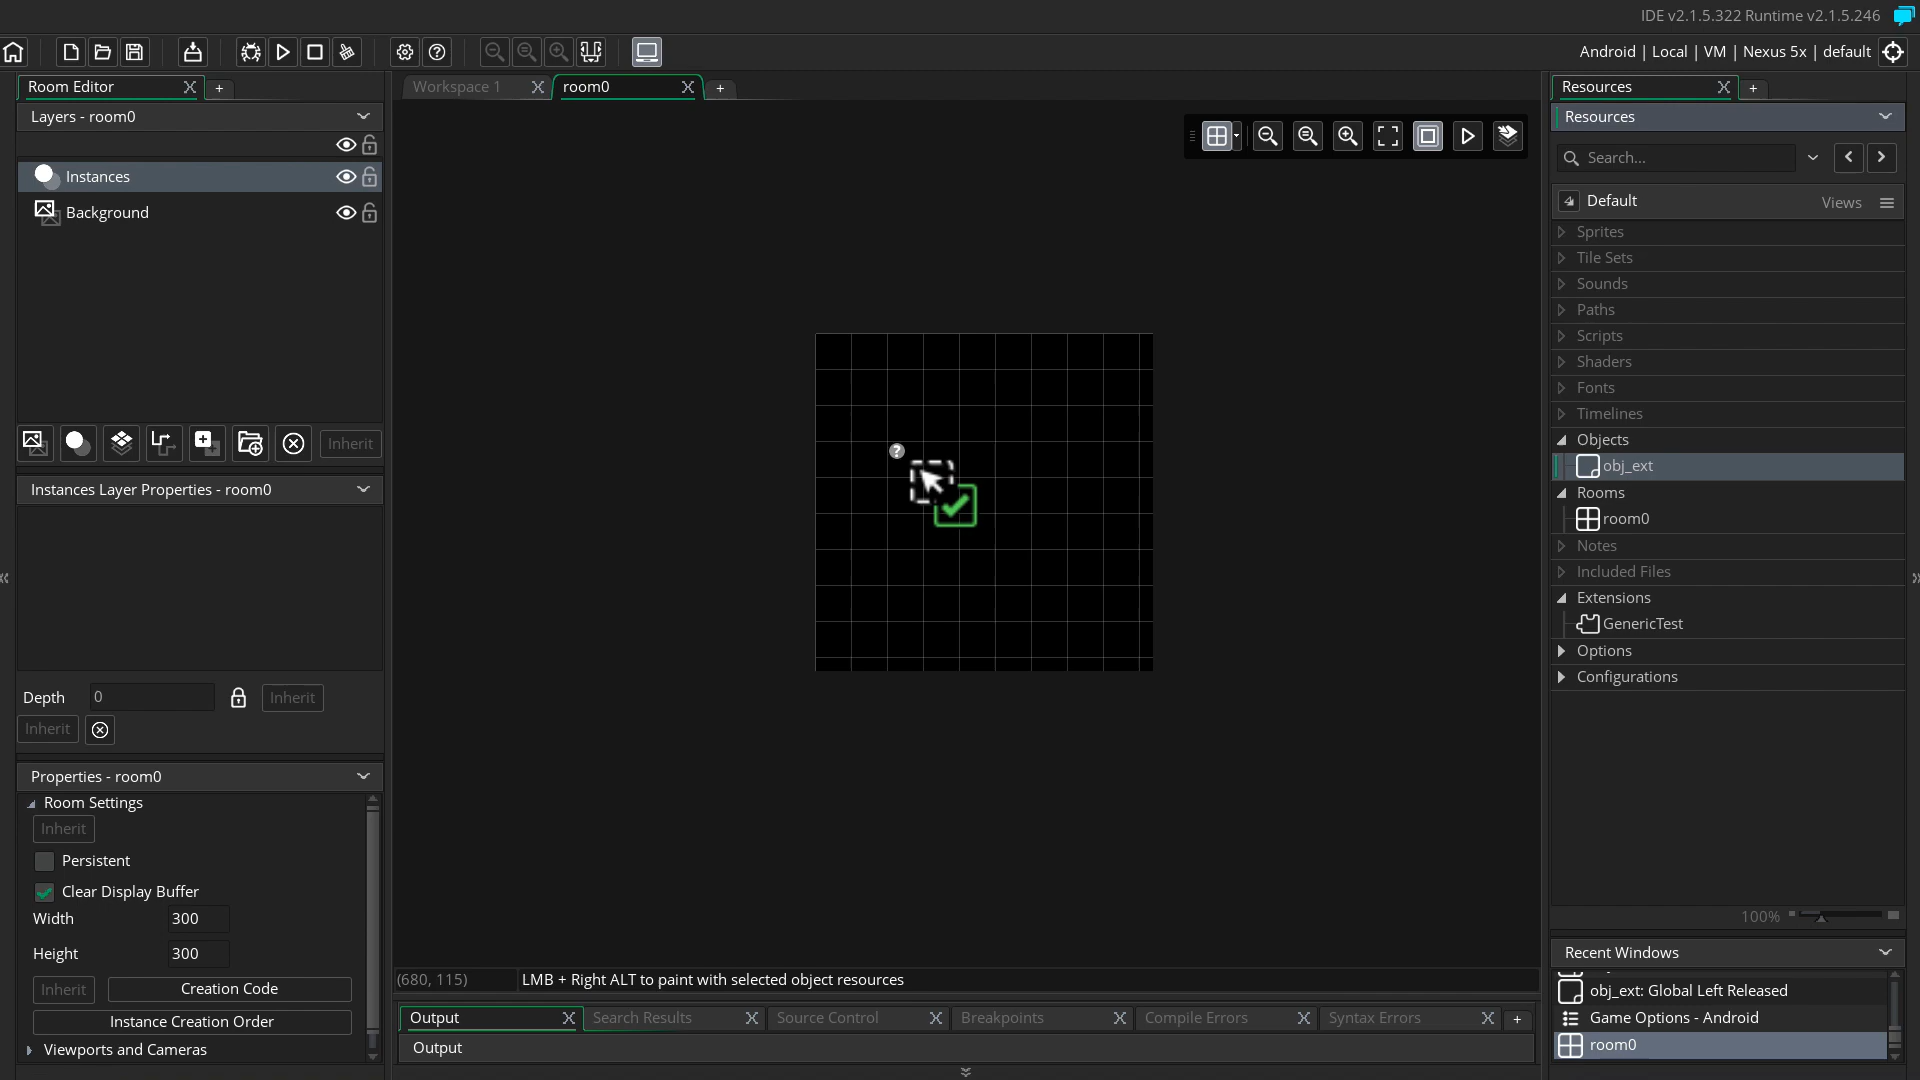 IDE v2.1.5.322 Runtime v2.1.5.246
Android | Local | VM | Nexus 5x | default
Room Editor
Layers - room0
Instances
Background
Inherit
Instances Layer Properties - room0
Depth 0 Inherit
Inherit
Properties - room0
Room Settings
Inherit
Persistent
Clear Display Buffer
Width 300
Height 300
Inherit Creation Code
Instance Creation Order
Viewports and Cameras
Workspace 1 room0
?
(680, 115) LMB + Right ALT to paint with selected object resources
Output Search Results Source Control Breakpoints Compile Errors Syntax Errors
Output
Resources
Resources
Search...
Default Views
Sprites
Tile Sets
Sounds
Paths
Scripts
Shaders
Fonts
Timelines
Objects
obj_ext
Rooms
room0
Notes
Included Files
Extensions
GenericTest
Options
Configurations
100%
Recent Windows
obj_ext: Global Left Released
Game Options - Android
room0